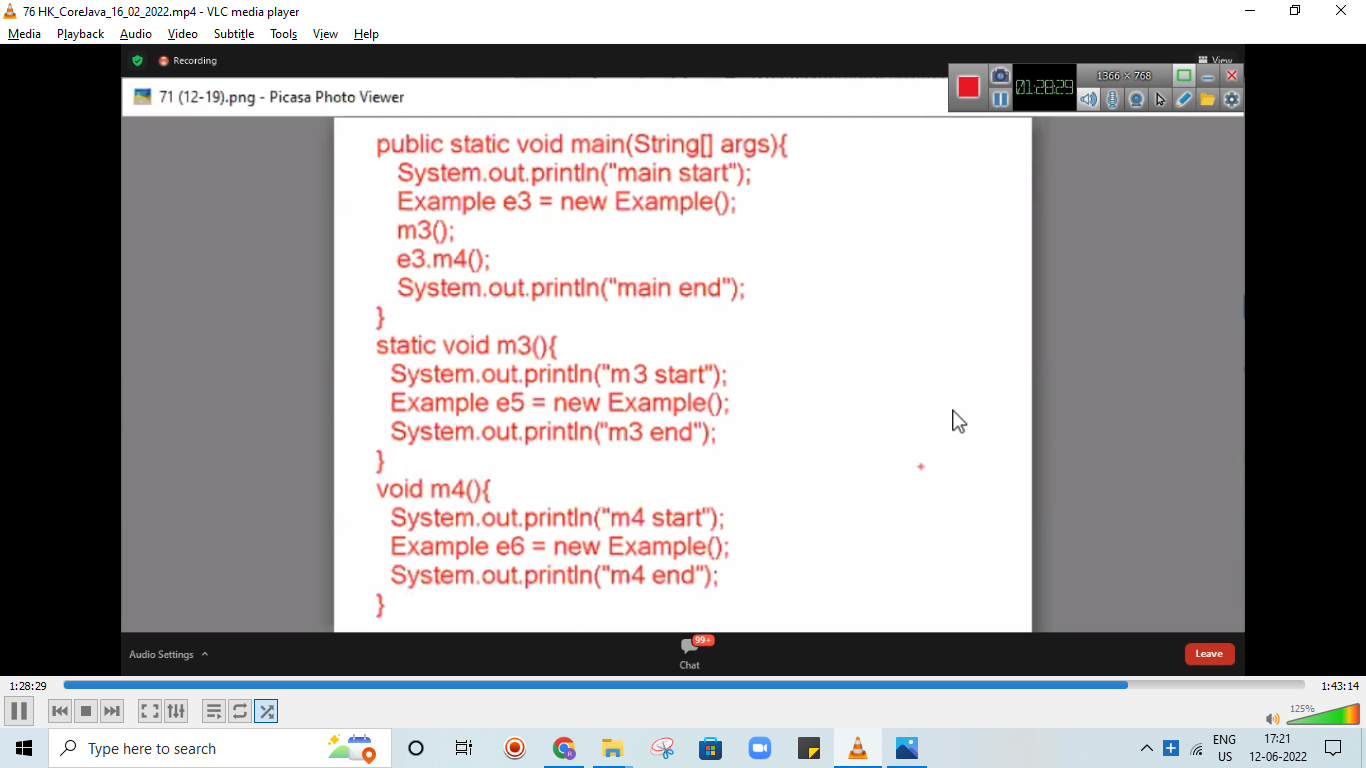 76 HK_CoreJava_16_02_2022.mp4 - VLC media player
Media Playback Audio Video Subtitle Tools View Help
Recording
View
71 (12-19).png - Picasa Photo Viewer
1366 × 768
01:28:29
public static void main(String[] args){
System.out.println("main start");
Example e3 = new Example();
m3();
e3.m4();
System.out.println("main end");
}
static void m3(){
System.out.println("m3 start");
Example e5 = new Example();
System.out.println("m3 end");
}
void m4(){
System.out.println("m4 start");
Example e6 = new Example();
System.out.println("m4 end");
}
Audio Settings
99+
Chat
Leave
1:28:29
1:43:14
125%
Type here to search
ENG
US
17:21
12-06-2022